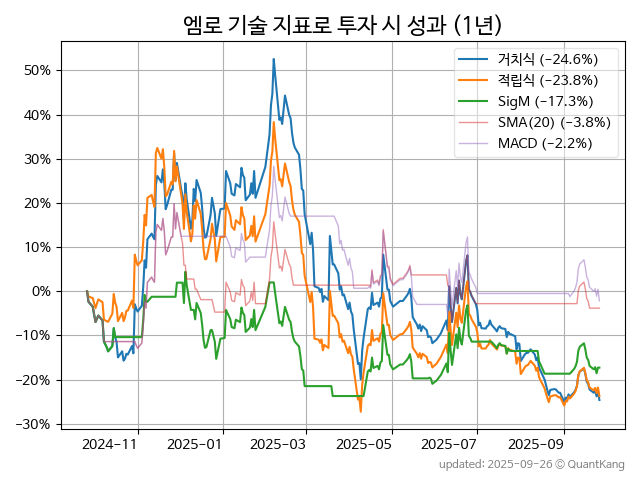 엠로 기술 지표로 투자 시 성과 (1년)
거치식 (−24.6%)
적립식 (−23.8%)
SigM (−17.3%)
SMA(20) (−3.8%)
MACD (−2.2%)
50%
40%
30%
20%
10%
0%
−10%
−20%
−30%
2024-11
2025-01
2025-03
2025-05
2025-07
2025-09
updated: 2025-09-26 ⓒ QuantKang